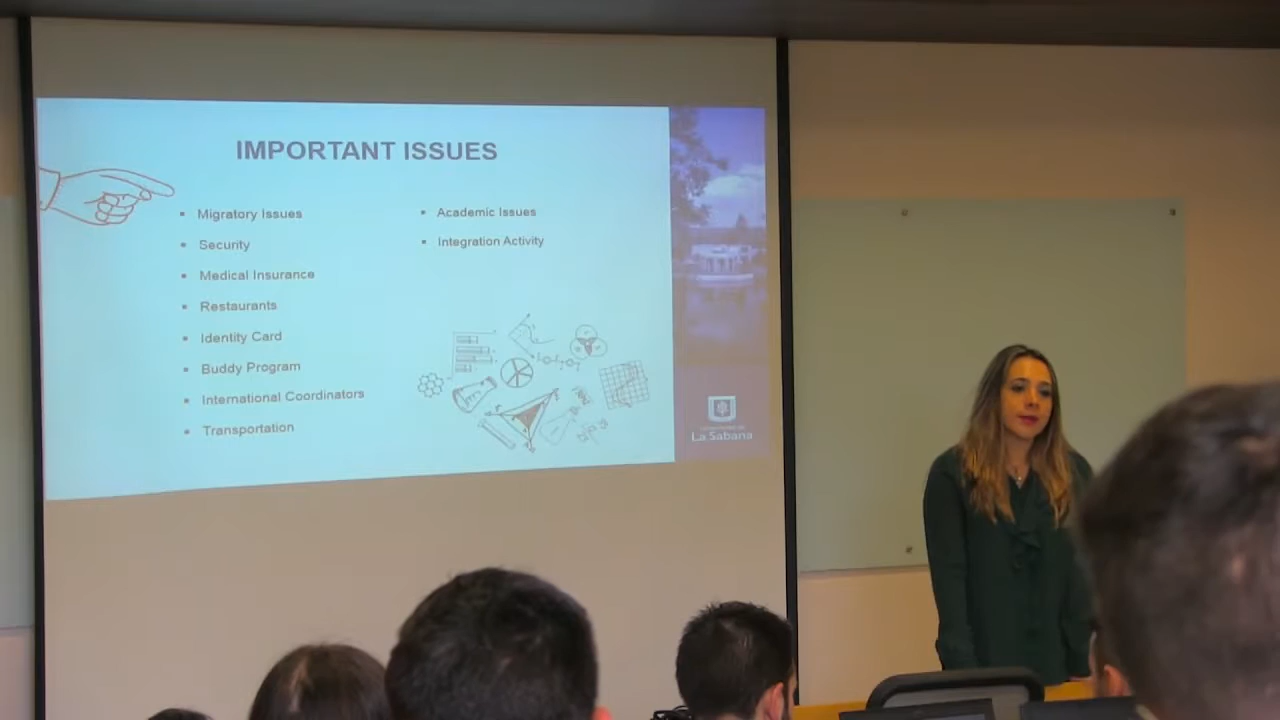 IMPORTANT ISSUES
Migratory Issues
Security
Medical Insurance
Restaurants
Identity Card
Buddy Program
International Coordinators
Transportation
Academic Issues
Integration Activity
La Sabana